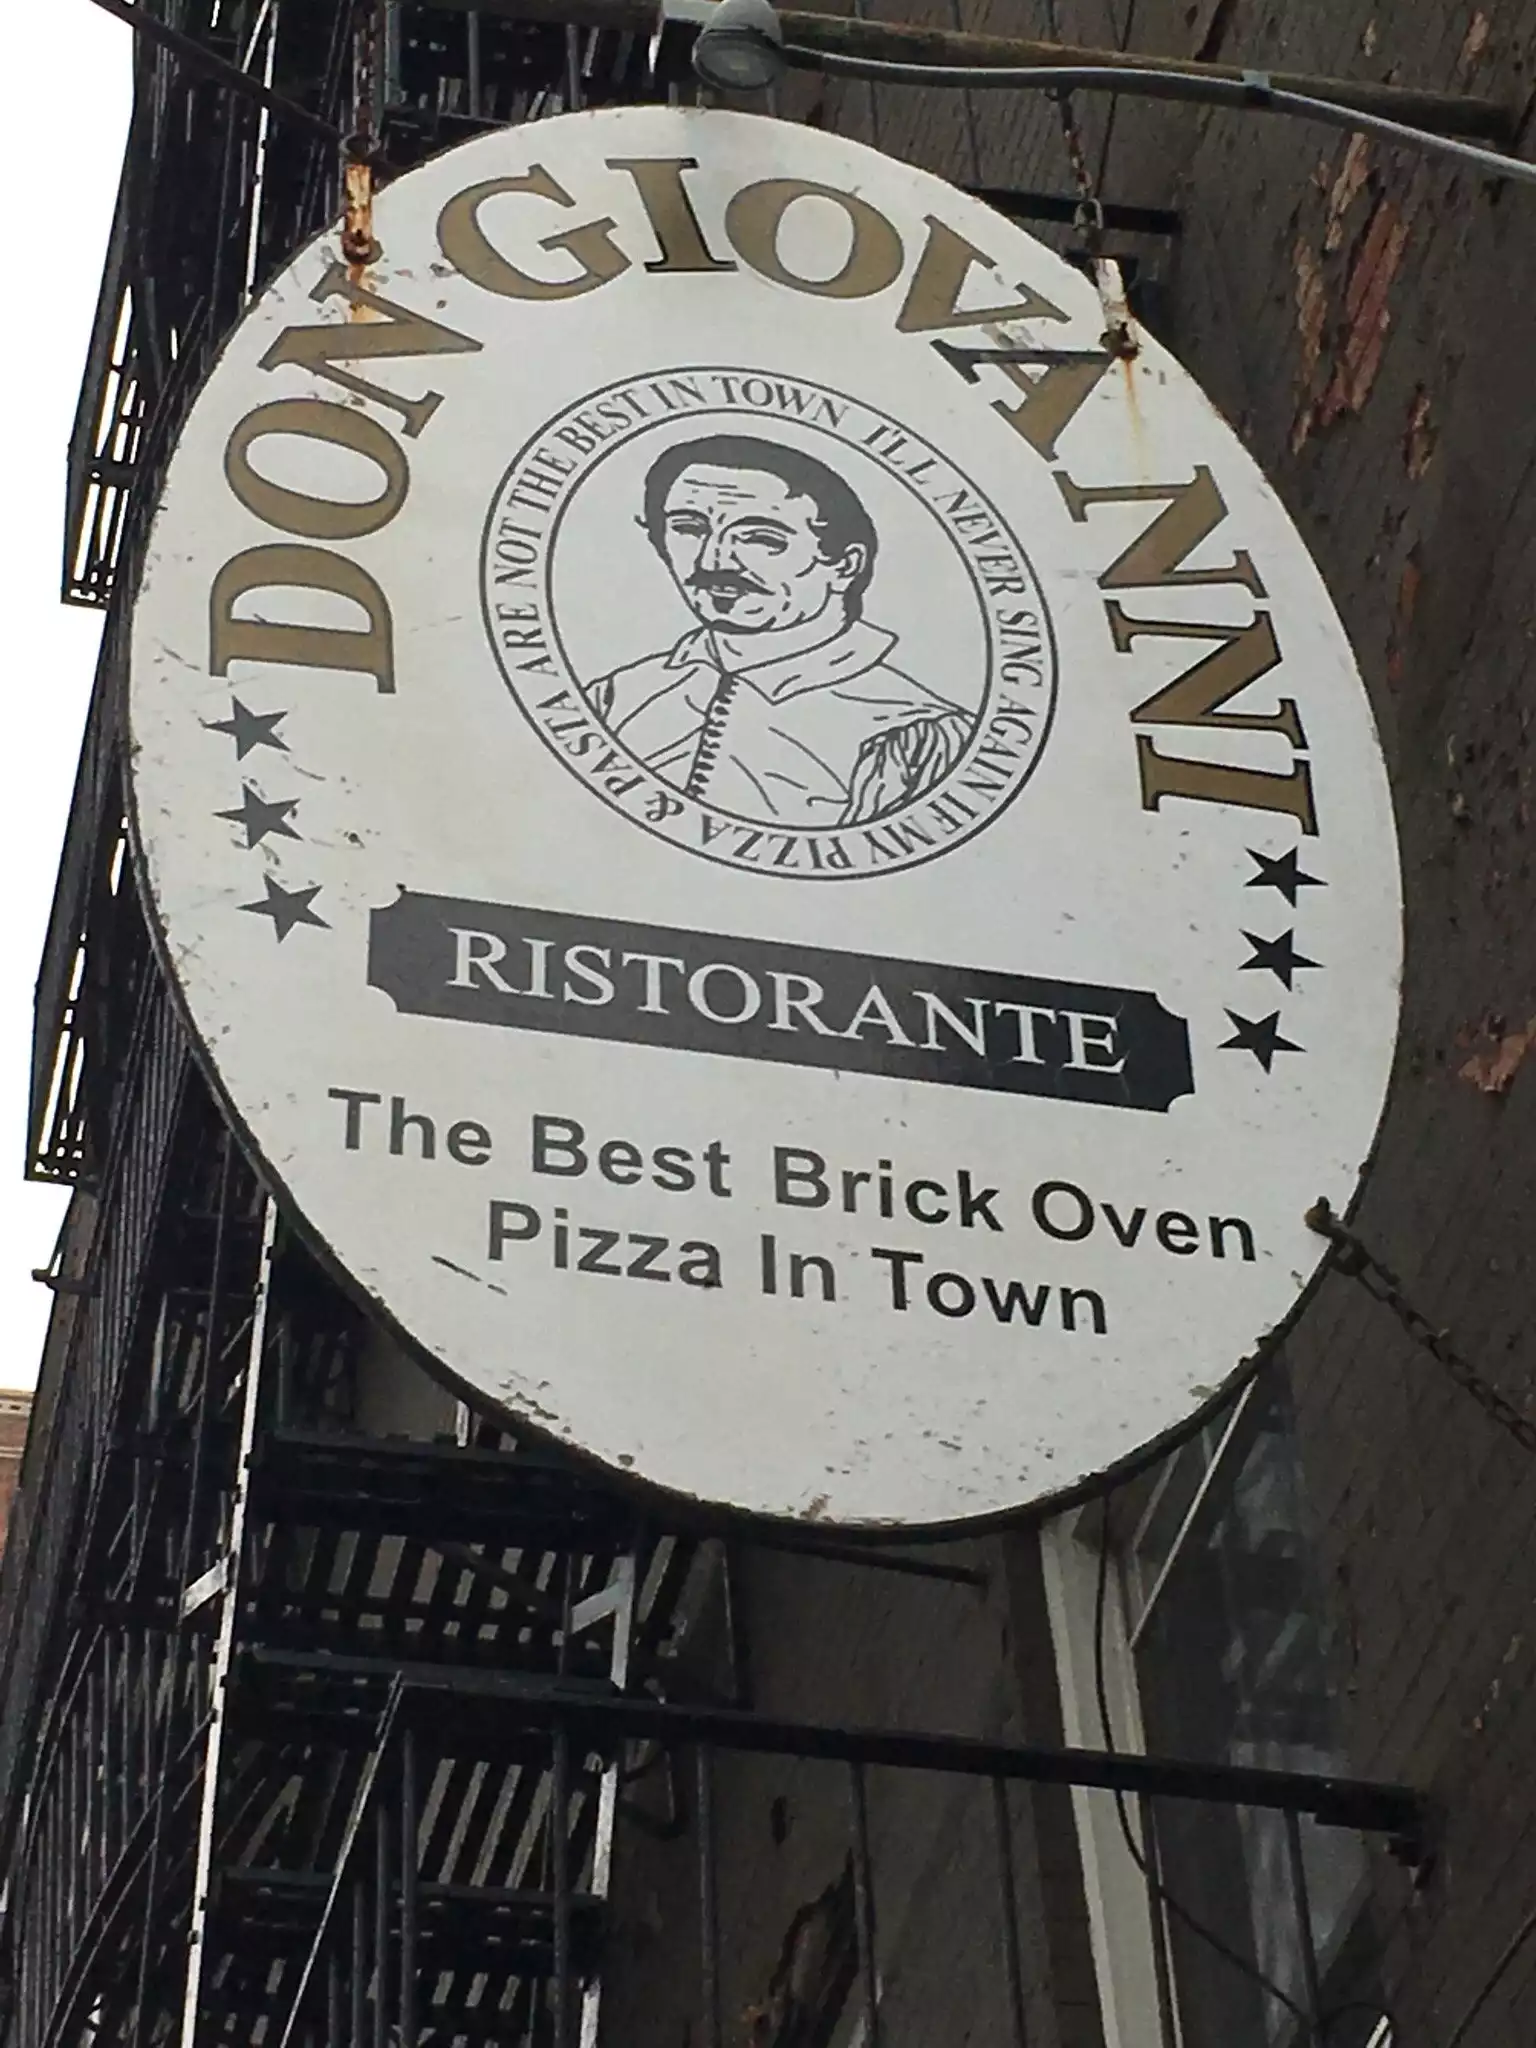 DON GIOVANNI
I'LL NEVER SING AGAIN IF MY PIZZA & PASTA ARE NOT THE BEST IN TOWN
RISTORANTE
The Best Brick Oven
Pizza In Town